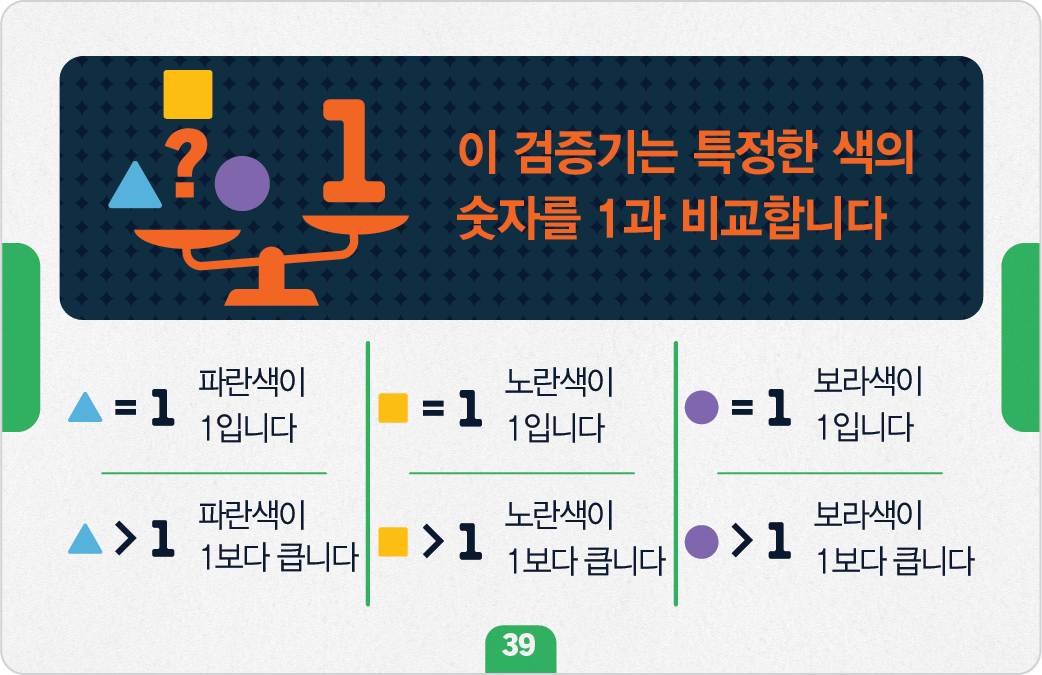 ?
1
이 검증기는 특정한 색의
숫자를 1과 비교합니다
= 1
파란색이
1입니다
= 1
노란색이
1입니다
= 1
보라색이
1입니다
> 1
파란색이
1보다 큽니다
> 1
노란색이
1보다 큽니다
> 1
보라색이
1보다 큽니다
39